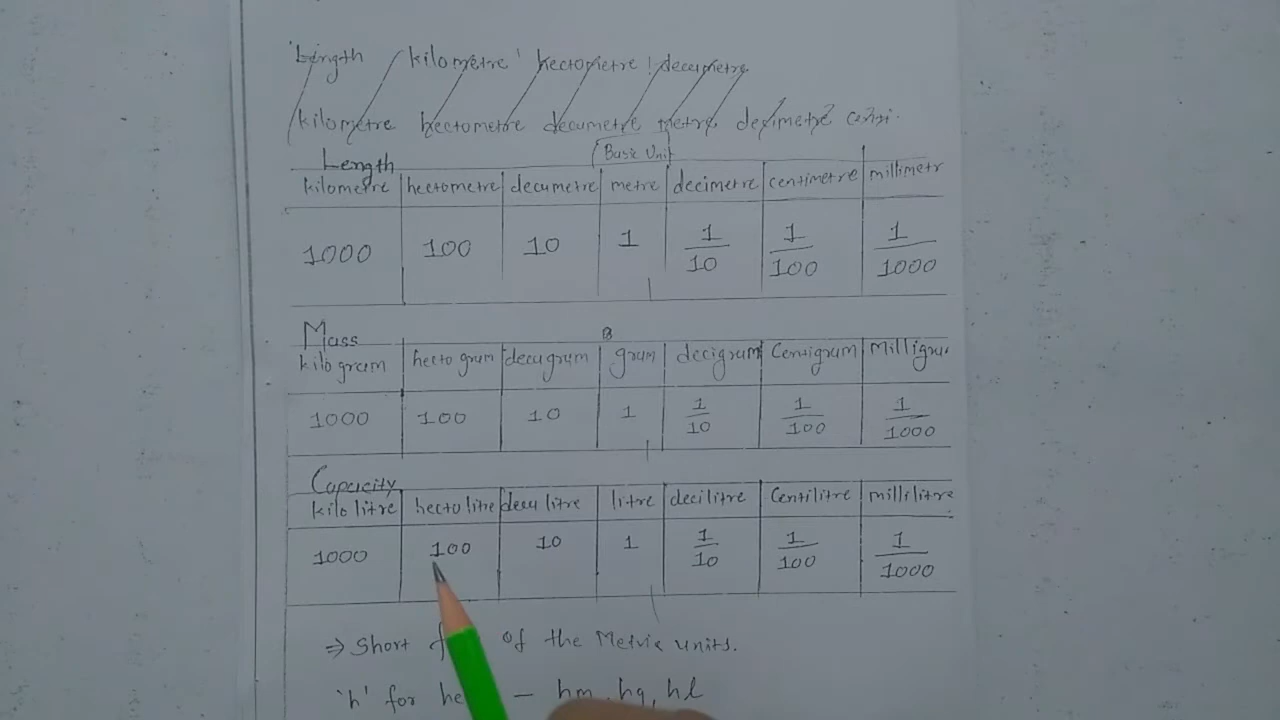 Length kilometre hectometre decametre
kilometre hectometre decametre metre decimetre centi.
Basic Unit
Length
kilometre hectometre decametre metre decimetre centimetre millimetr
1000 100 10 1 1/10 1/100 1/1000
Mass B
kilo gram hecto gram decagram gram decigram Centigram Milligra
1000 100 10 1 1/10 1/100 1/1000
Capacity
kilo litre hecto litre deca litre litre decilitre Centilitre millilitre
1000 100 10 1 1/10 1/100 1/1000
⇒ Short of the Metric units.
'h' for he – hm, hg, hl